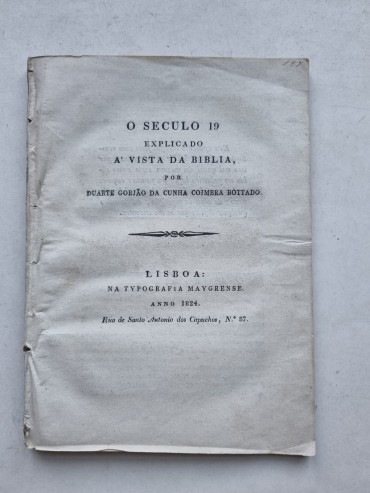 O SECULO 19
EXPLICADO
A' VISTA DA BIBLIA,
POR
DUARTE GORJÃO DA CUNHA COIMBRA BOTTADO.
LISBOA:
NA TYPOGRAFIA MAYGRENSE.
ANNO 1824.
Rua de Santo Antonio dos Capuchos, N.º 87.